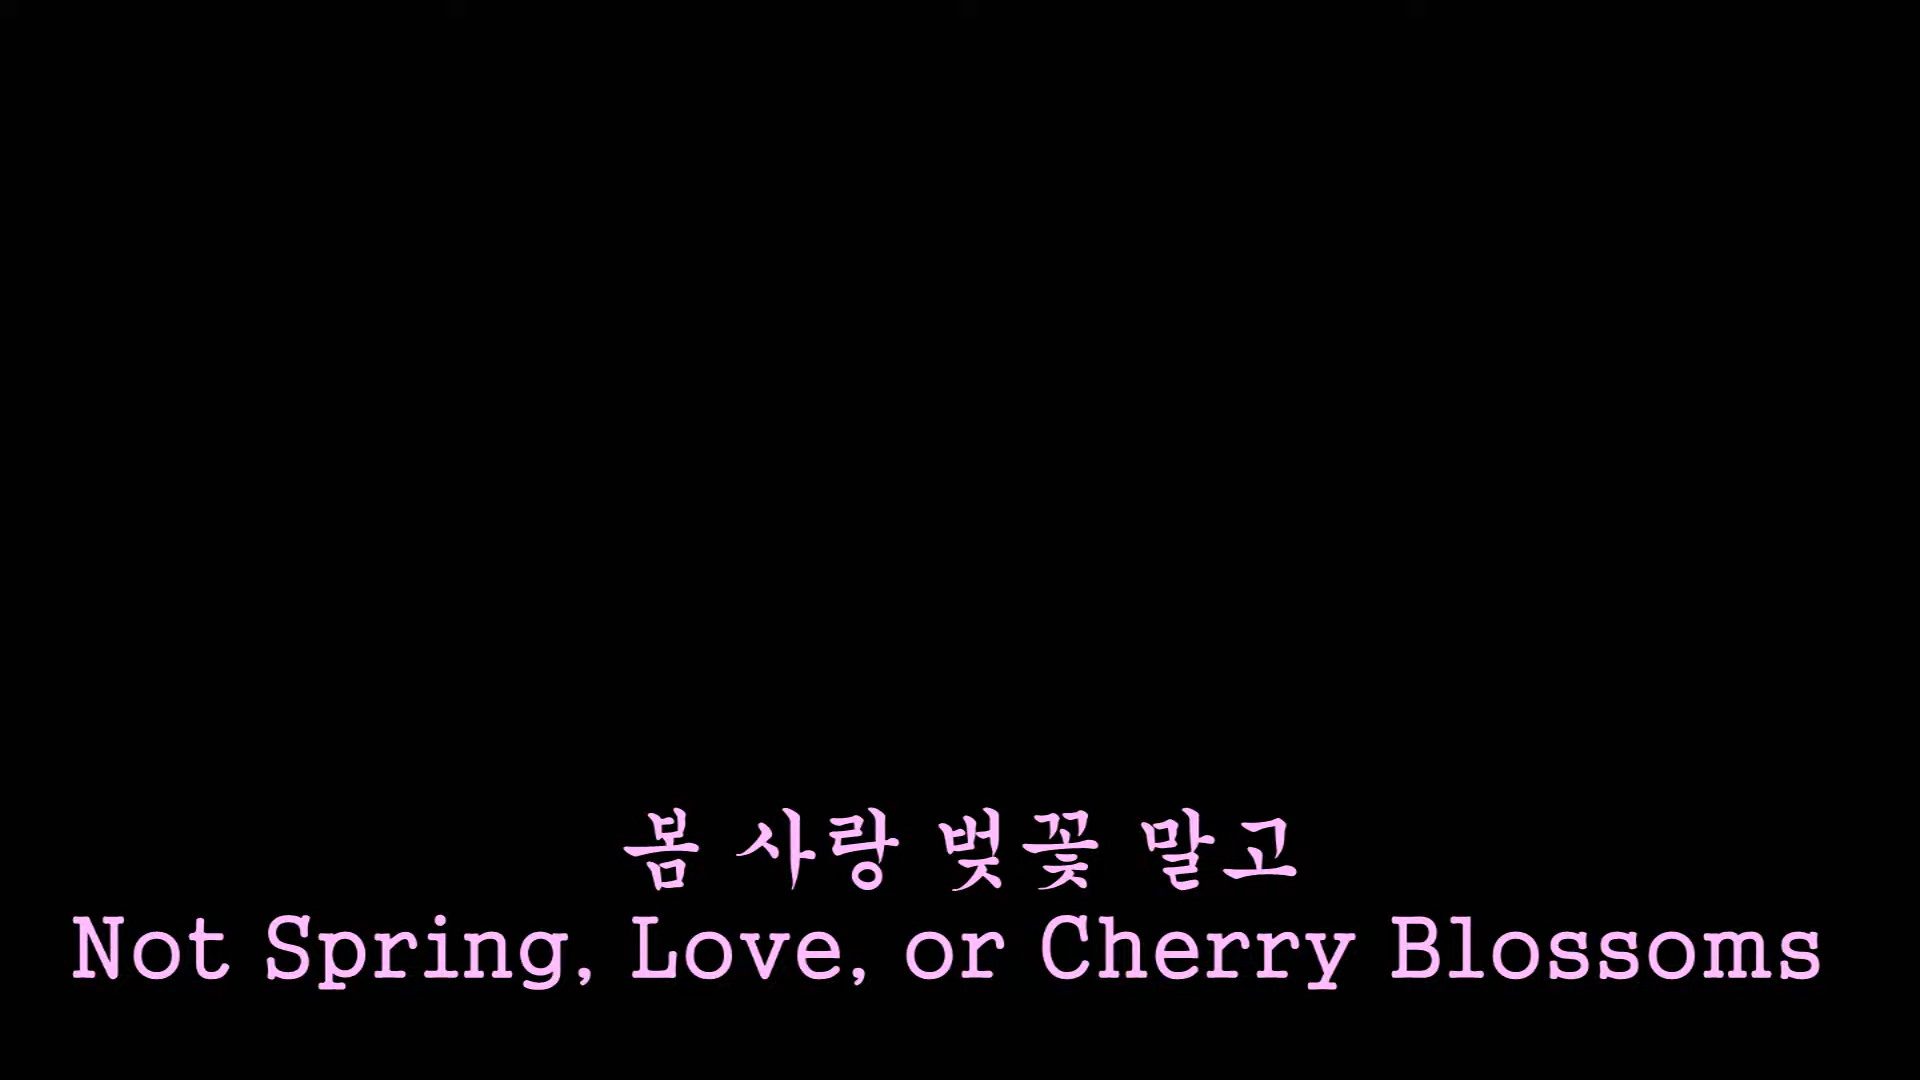 봄 사랑 벚꽃 말고
Not Spring, Love, or Cherry Blossoms